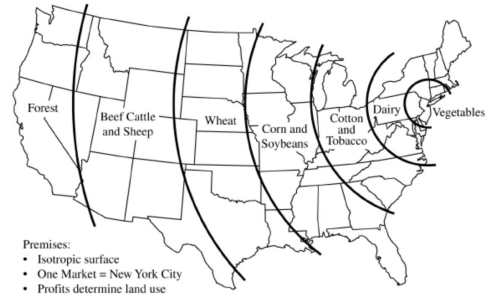 Forest
Beef Cattle
and Sheep
Wheat
Corn and
Soybeans
Cotton
and
Tobacco
Dairy
Vegetables
Premises:
• Isotropic surface
• One Market = New York City
• Profits determine land use